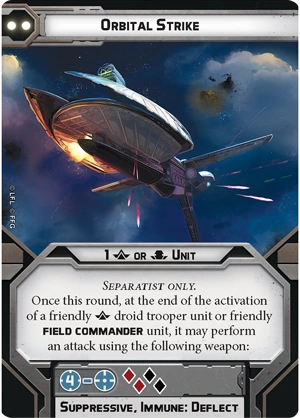 Orbital Strike
© LFL © FFG
1 or Unit
Separatist only.
Once this round, at the end of the activation
of a friendly droid trooper unit or friendly
FIELD COMMANDER unit, it may perform
an attack using the following weapon:
4 –
Suppressive, Immune: Deflect